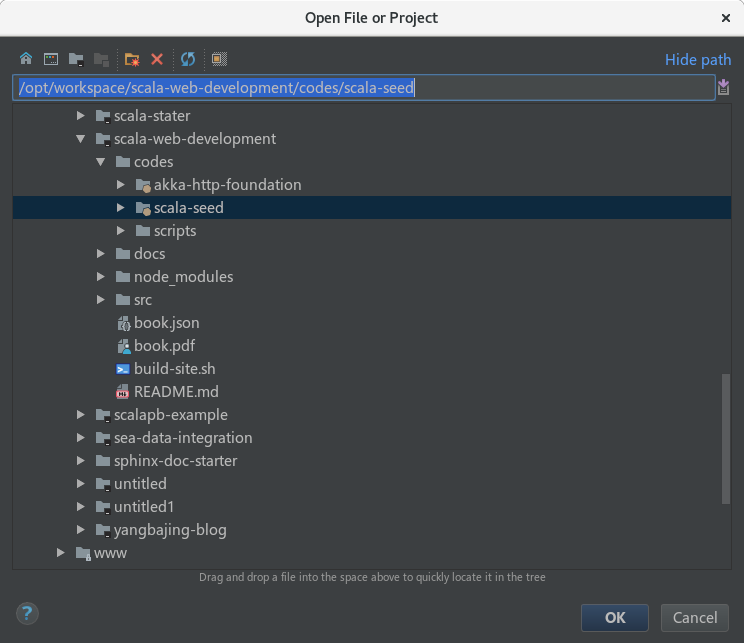 Open File or Project
Hide path
/opt/workspace/scala-web-development/codes/scala-seed
scala-stater
scala-web-development
codes
akka-http-foundation
scala-seed
scripts
docs
node_modules
src
book.json
book.pdf
build-site.sh
README.md
scalapb-example
sea-data-integration
sphinx-doc-starter
untitled
untitled1
yangbajing-blog
www
Drag and drop a file into the space above to quickly locate it in the tree
?
OK
Cancel